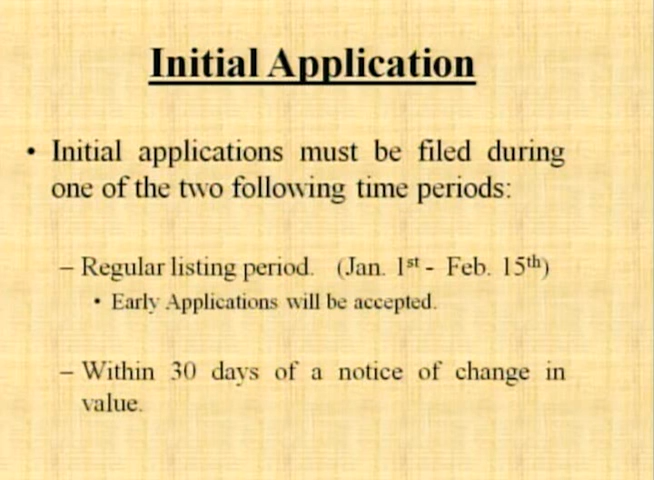 Initial Application
• Initial applications must be filed during
one of the two following time periods:
– Regular listing period. (Jan. 1st - Feb. 15th)
• Early Applications will be accepted.
– Within 30 days of a notice of change in
value.